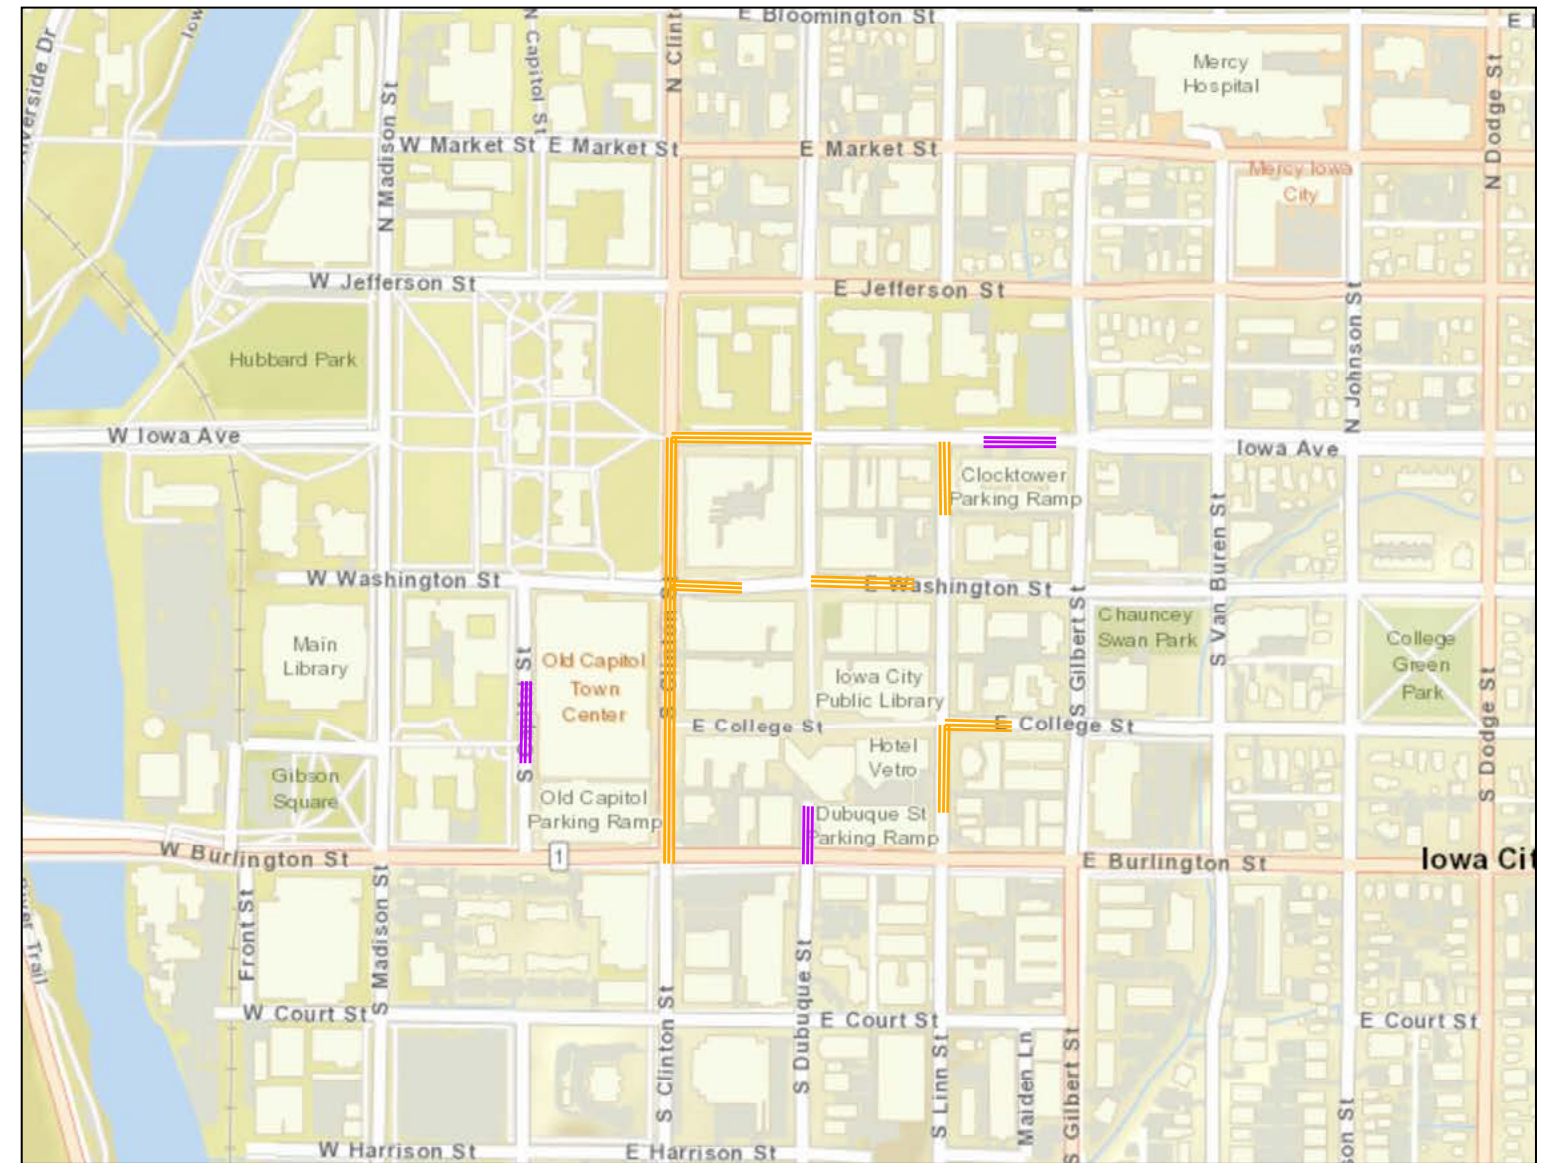 E Bloomington St
N Capitol St
N Clint
Mercy
Hospital
N Dodge St
N Madison St
W Market St
E Market St
E Market St
Mercy Iowa
City
W Jefferson St
E Jefferson St
N Johnson St
Hubbard Park
W Iowa Ave
Iowa Ave
Clocktower
Parking Ramp
W Washington St
E Washington St
S Van Buren St
S Gilbert St
Chauncey
Swan Park
College
Green
Park
Main
Library
Old Capitol
Town
Center
Iowa City
Public Library
E College St
E College St
S Dodge St
Hotel
Vetro
Gibson
Square
Old Capitol
Parking Ramp
Dubuque St
Parking Ramp
W Burlington St
1
E Burlington St
Iowa Cit
Front St
S Madison St
S Clinton St
S Dubuque St
S Linn St
Maiden Ln
S Gilbert St
W Court St
E Court St
E Court St
W Harrison St
E Harrison St